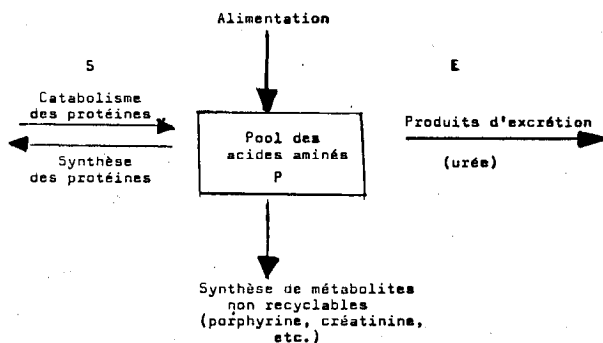 Alimentation
S
E
Catabolisme
des protéines
Synthèse
des protéines
Pool des
acides aminés
P
Produits d'excrétion
(urée)
Synthèse de métabolites
non recyclables
(porphyrine, créatinine,
etc.)